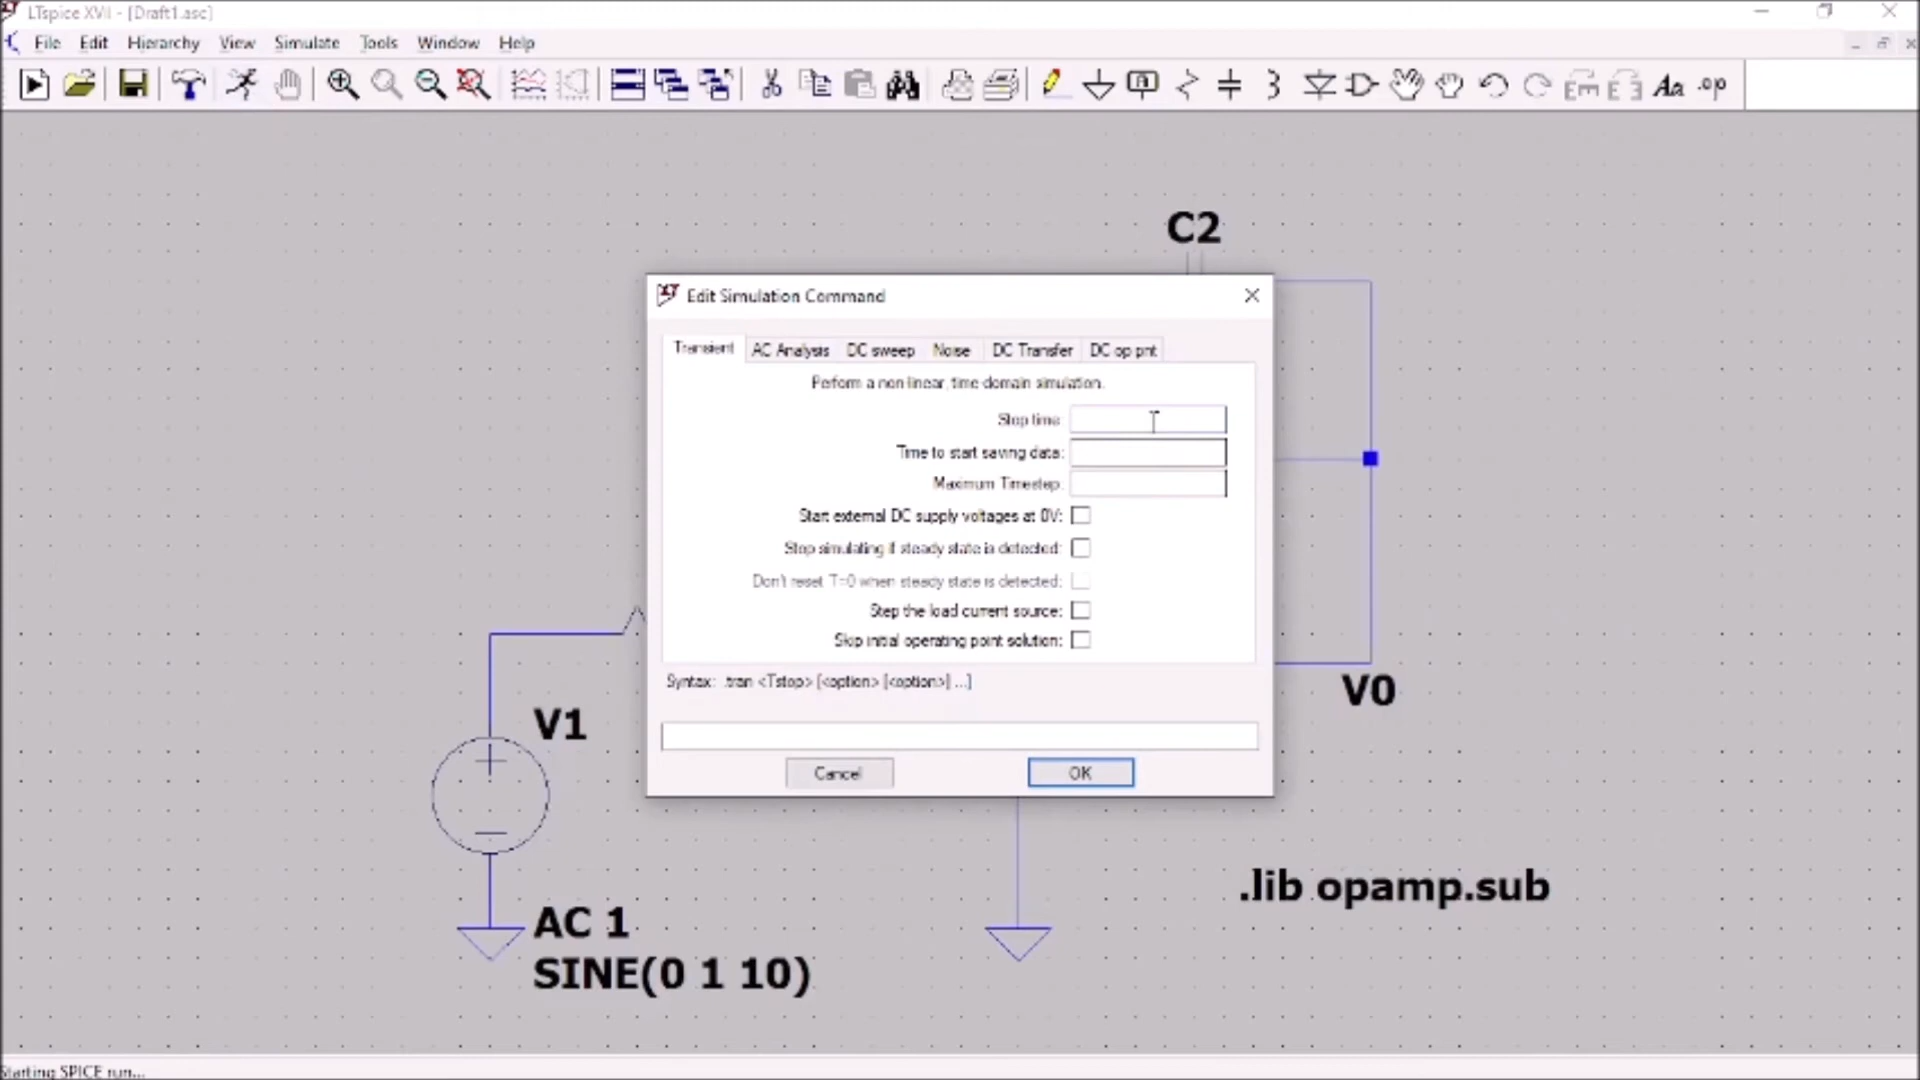 LTspice XVII - [Draft1.asc]
File Edit Hierarchy View Simulate Tools Window Help
Aa .op
C2
Edit Simulation Command
Transient AC Analysis DC sweep Noise DC Transfer DC op pnt
Perform a non-linear, time-domain simulation.
Stop time:
Time to start saving data:
Maximum Timestep:
Start external DC supply voltages at 0V:
Stop simulating if steady state is detected:
Don't reset T=0 when steady state is detected:
Step the load current source:
Skip initial operating point solution:
Syntax: .tran <Tstop> [<option> [<option>] ...]
Cancel OK
V1
V0
AC 1
SINE(0 1 10)
.lib opamp.sub
Starting SPICE run...